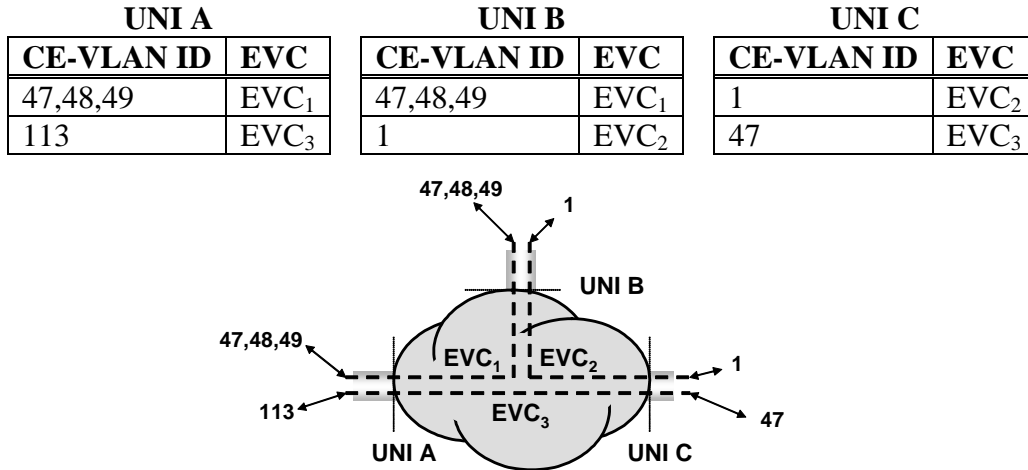 UNI A UNI B UNI C
CE-VLAN ID EVC CE-VLAN ID EVC CE-VLAN ID EVC
47,48,49 EVC₁ 47,48,49 EVC₁ 1 EVC₂
113 EVC₃ 1 EVC₂ 47 EVC₃
47,48,49
1
UNI B
47,48,49
EVC₁ EVC₂
1
113
EVC₃
47
UNI A UNI C